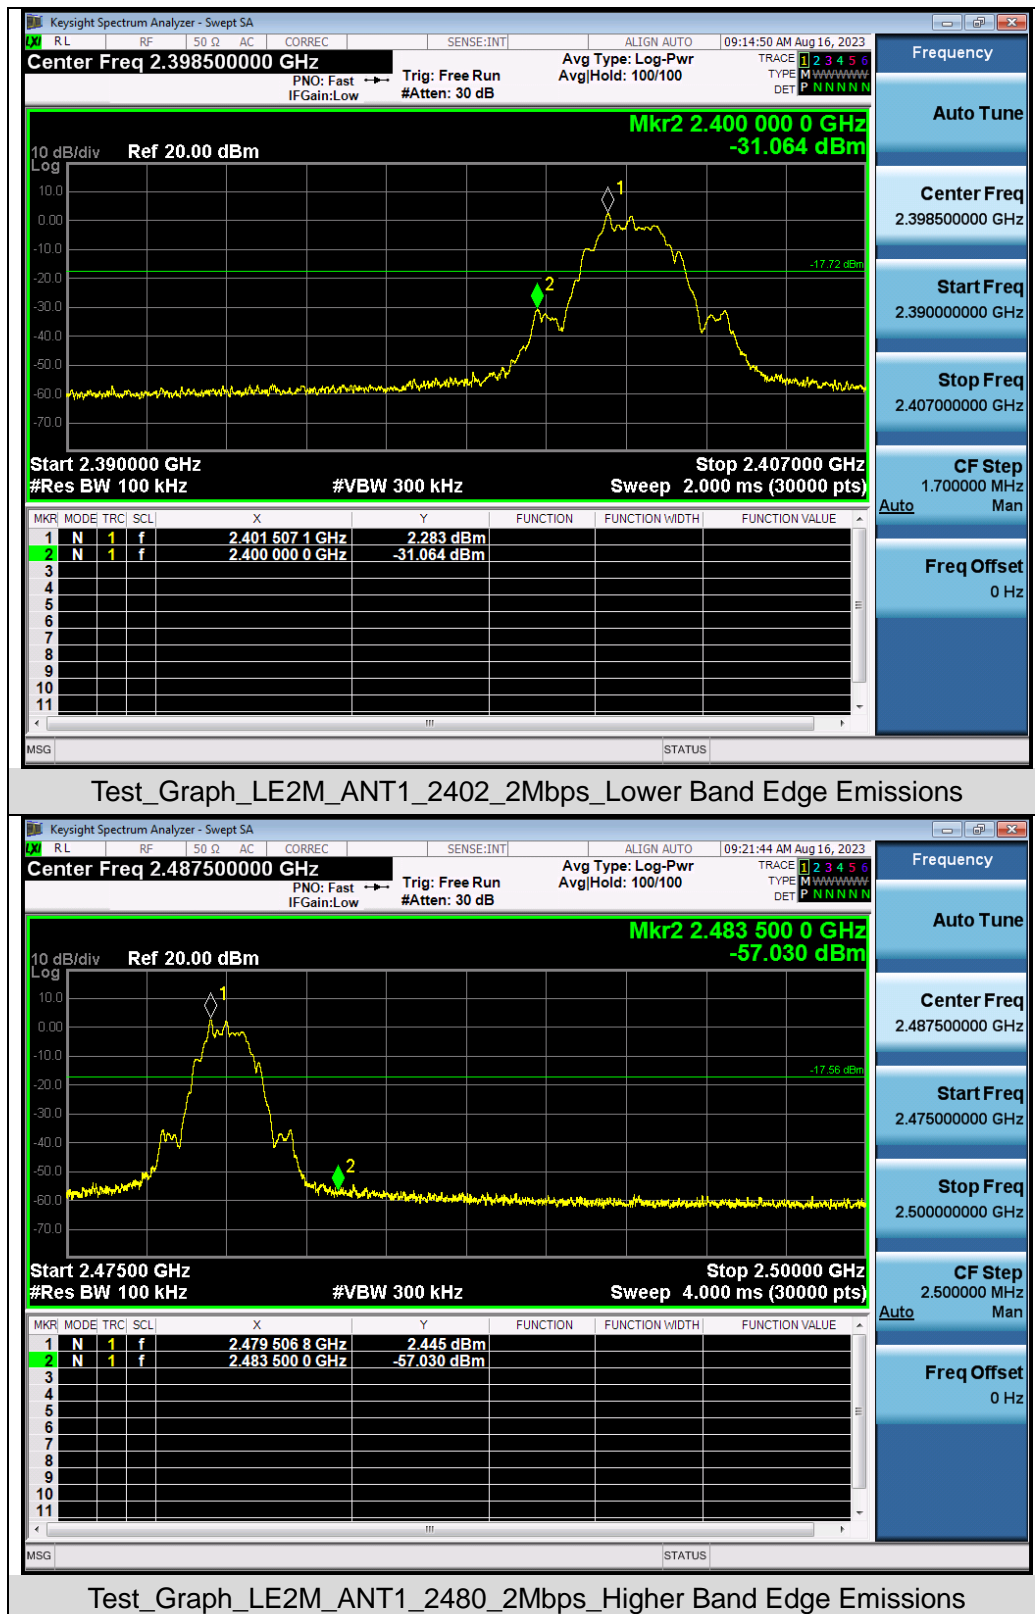 Keysight Spectrum Analyzer - Swept SA
LXI RL RF 50 Ω AC CORREC SENSE:INT ALIGN AUTO 09:14:50 AM Aug 16, 2023
Center Freq 2.398500000 GHz
PNO: Fast
IFGain:Low
Trig: Free Run
#Atten: 30 dB
Avg Type: Log-Pwr
Avg|Hold: 100/100
TRACE 1 2 3 4 5 6
TYPE M WWWWW
DET P N N N N N
Mkr2 2.400 000 0 GHz
-31.064 dBm
10 dB/div Ref 20.00 dBm
Log
10.0
0.00
-10.0
-20.0
-30.0
-40.0
-50.0
-60.0
-70.0
1
2
-17.72 dBm
Start 2.390000 GHz Stop 2.407000 GHz
#Res BW 100 kHz #VBW 300 kHz Sweep 2.000 ms (30000 pts)
MKR MODE TRC SCL X Y FUNCTION FUNCTION WIDTH FUNCTION VALUE
1 N 1 f 2.401 507 1 GHz 2.283 dBm
2 N 1 f 2.400 000 0 GHz -31.064 dBm
3
4
5
6
7
8
9
10
11
MSG STATUS
Frequency
Auto Tune
Center Freq
2.398500000 GHz
Start Freq
2.390000000 GHz
Stop Freq
2.407000000 GHz
CF Step
1.700000 MHz
Auto Man
Freq Offset
0 Hz
Test_Graph_LE2M_ANT1_2402_2Mbps_Lower Band Edge Emissions
Keysight Spectrum Analyzer - Swept SA
LXI RL RF 50 Ω AC CORREC SENSE:INT ALIGN AUTO 09:21:44 AM Aug 16, 2023
Center Freq 2.487500000 GHz
PNO: Fast
IFGain:Low
Trig: Free Run
#Atten: 30 dB
Avg Type: Log-Pwr
Avg|Hold: 100/100
TRACE 1 2 3 4 5 6
TYPE M WWWWW
DET P N N N N N
Mkr2 2.483 500 0 GHz
-57.030 dBm
10 dB/div Ref 20.00 dBm
Log
10.0
0.00
-10.0
-20.0
-30.0
-40.0
-50.0
-60.0
-70.0
1
2
-17.56 dBm
Start 2.47500 GHz Stop 2.50000 GHz
#Res BW 100 kHz #VBW 300 kHz Sweep 4.000 ms (30000 pts)
MKR MODE TRC SCL X Y FUNCTION FUNCTION WIDTH FUNCTION VALUE
1 N 1 f 2.479 506 8 GHz 2.445 dBm
2 N 1 f 2.483 500 0 GHz -57.030 dBm
3
4
5
6
7
8
9
10
11
MSG STATUS
Frequency
Auto Tune
Center Freq
2.487500000 GHz
Start Freq
2.475000000 GHz
Stop Freq
2.500000000 GHz
CF Step
2.500000 MHz
Auto Man
Freq Offset
0 Hz
Test_Graph_LE2M_ANT1_2480_2Mbps_Higher Band Edge Emissions